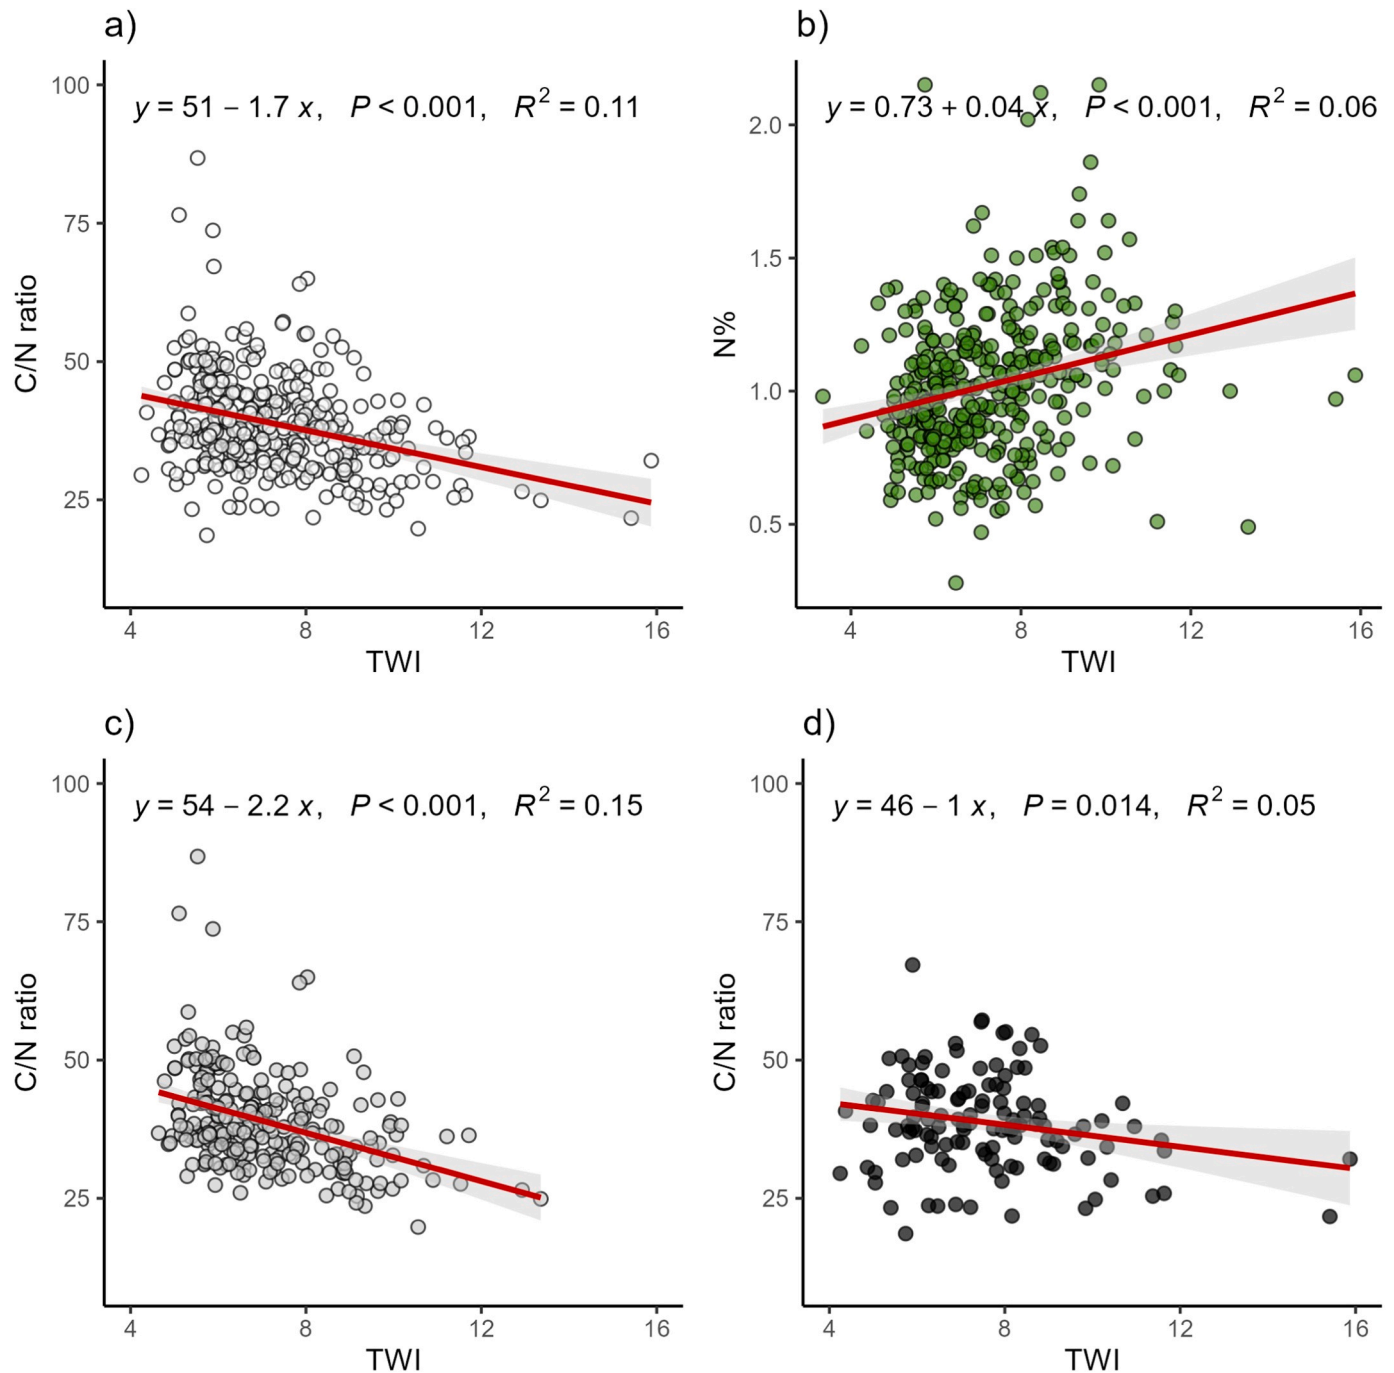 a)
y = 51 − 1.7 x, P < 0.001, R² = 0.11
100
75
50
25
C/N ratio
4 8 12 16
TWI
b)
y = 0.73 + 0.04 x, P < 0.001, R² = 0.06
2.0
1.5
1.0
0.5
N%
4 8 12 16
TWI
c)
y = 54 − 2.2 x, P < 0.001, R² = 0.15
100
75
50
25
C/N ratio
4 8 12 16
TWI
d)
y = 46 − 1 x, P = 0.014, R² = 0.05
100
75
50
25
C/N ratio
4 8 12 16
TWI